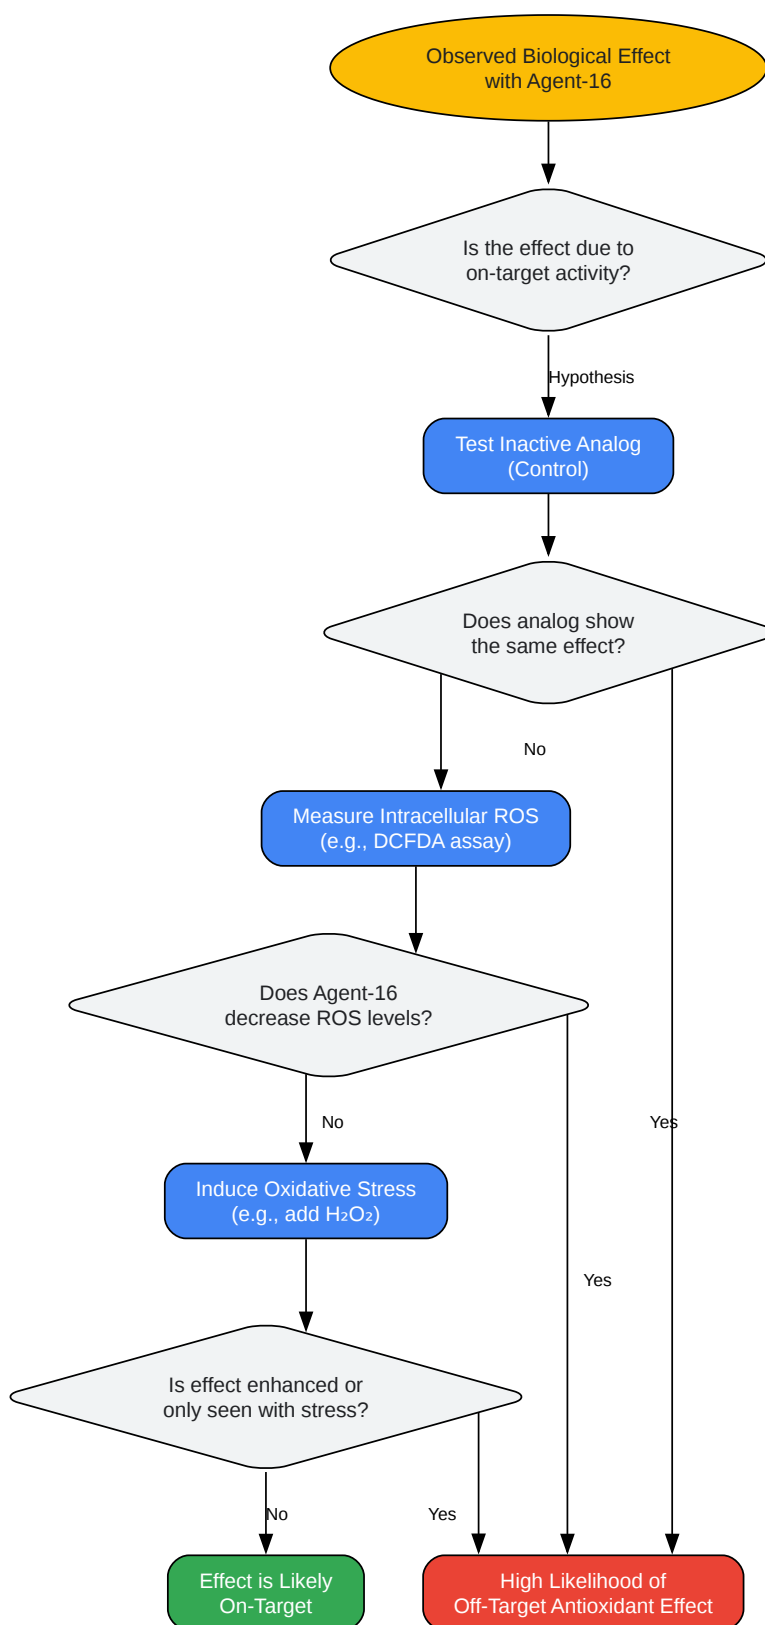 Observed Biological Effect
with Agent-16
Is the effect due to
on-target activity?
Hypothesis
Test Inactive Analog
(Control)
Does analog show
the same effect?
No
Measure Intracellular ROS
(e.g., DCFDA assay)
Does Agent-16
decrease ROS levels?
No
Yes
Induce Oxidative Stress
(e.g., add H₂O₂)
Yes
Is effect enhanced or
only seen with stress?
No
Yes
Effect is Likely
On-Target
High Likelihood of
Off-Target Antioxidant Effect